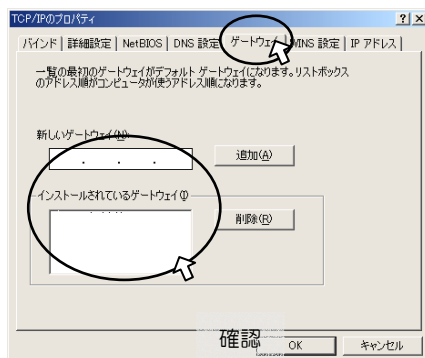 TCP/IPのプロパティ
バインド 詳細設定 NetBIOS DNS 設定 ゲートウェイ WINS 設定 IP アドレス
一覧の最初のゲートウェイがデフォルト ゲートウェイになります。リストボックス
のアドレス順がコンピュータが使うアドレス順になります。
新しいゲートウェイ(N):
. . .
追加(A)
インストールされているゲートウェイ(I)
削除(R)
確認
OK キャンセル